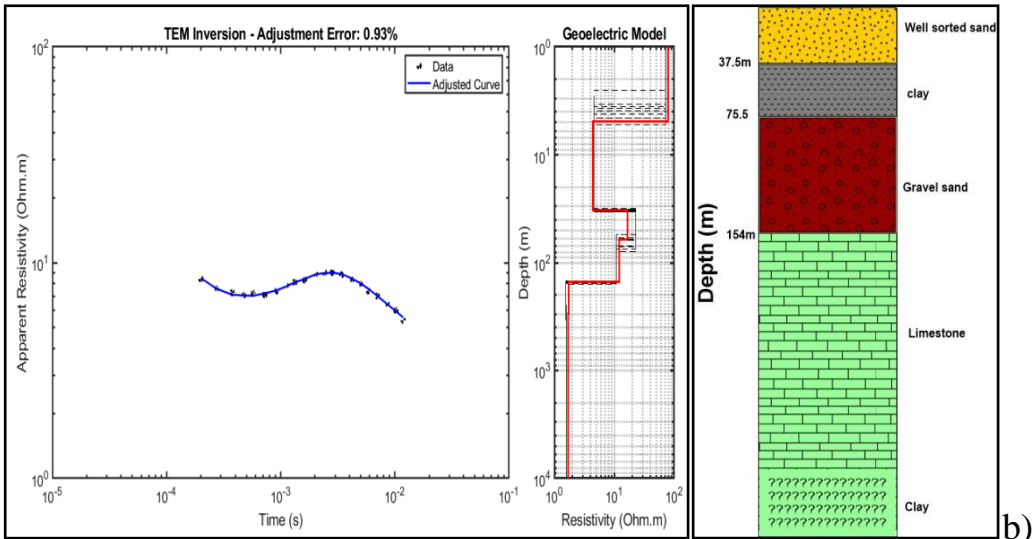 TEM Inversion - Adjustment Error: 0.93%
Data
Adjusted Curve
Apparent Resistivity (Ohm.m)
10^2
10^1
10^0
10^-5
10^-4
10^-3
10^-2
10^-1
Time (s)
Geoelectric Model
Depth (m)
10^0
10^1
10^2
10^3
10^4
10^0
10^1
10^2
Resistivity (Ohm.m)
Depth (m)
Well sorted sand
37.5m
clay
75.5
Gravel sand
154m
Limestone
???????????????
???????????????
???????????????
???????????????
Clay
b)